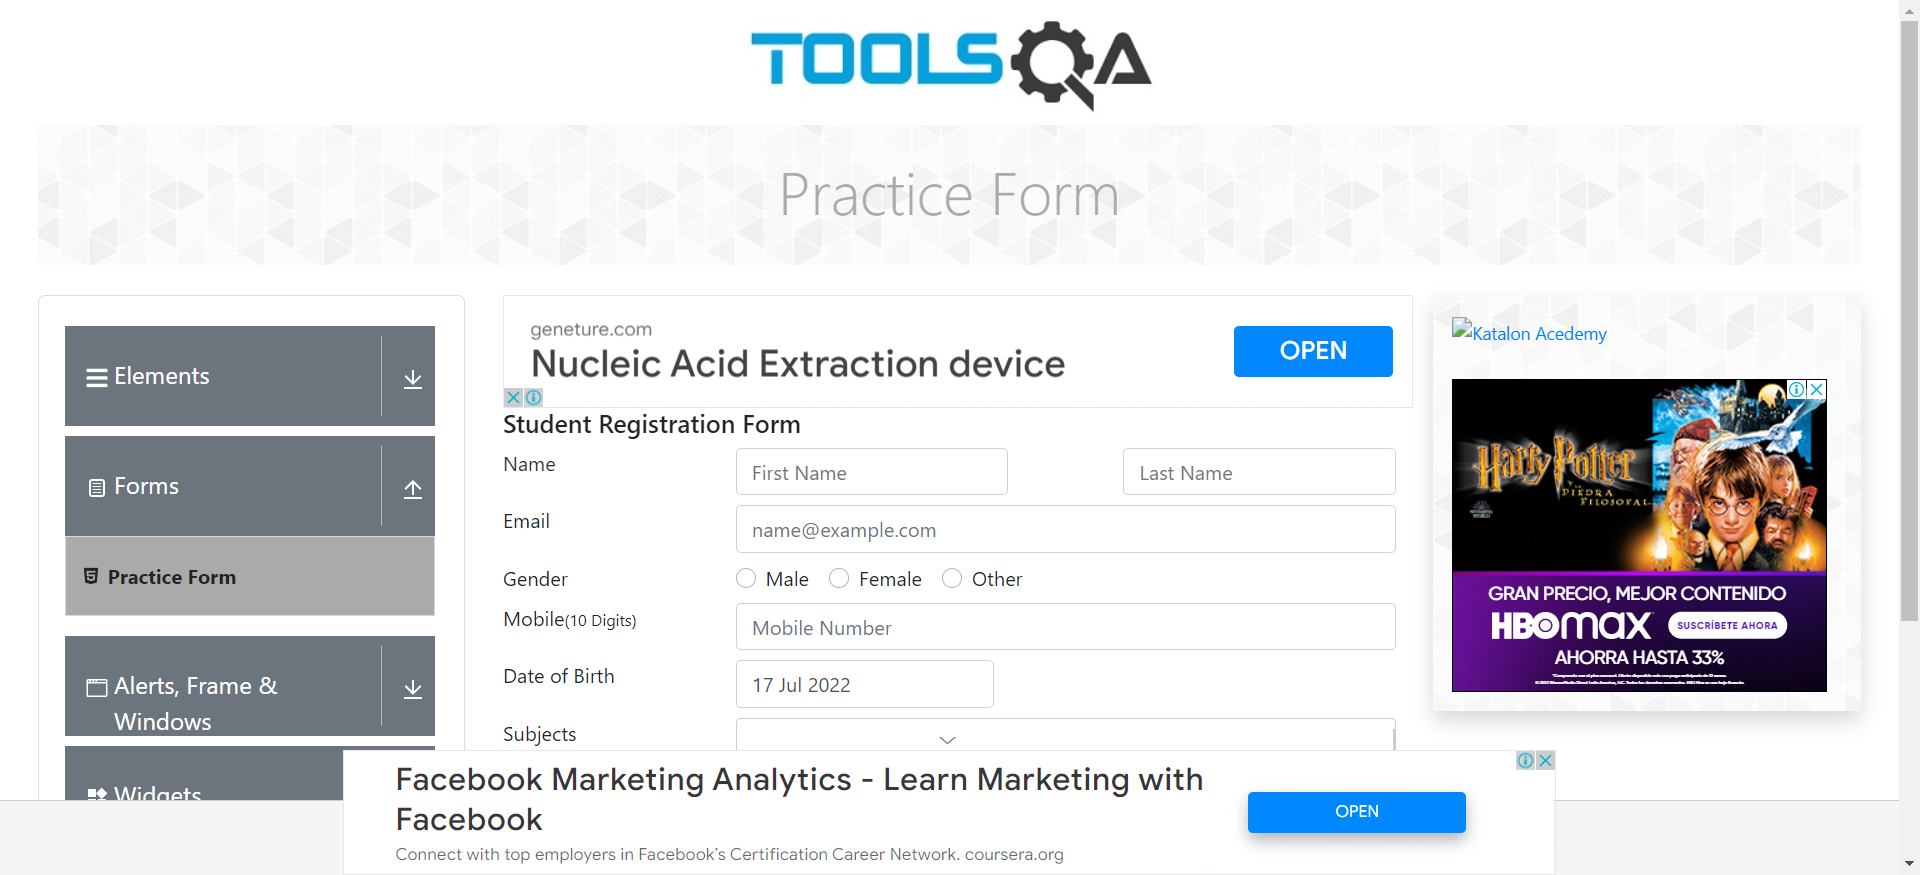 TOOLSQA
Practice Form
Elements
Forms
Practice Form
Alerts, Frame &
Windows
Widgets
geneture.com
Nucleic Acid Extraction device
OPEN
Student Registration Form
Name
First Name
Last Name
Email
name@example.com
Gender
Male
Female
Other
Mobile(10 Digits)
Mobile Number
Date of Birth
17 Jul 2022
Subjects
Katalon Acedemy
Harry Potter
Y LA
PIEDRA
FILOSOFAL
GRAN PRECIO, MEJOR CONTENIDO
HBOmax
SUSCRÍBETE AHORA
AHORRA HASTA 33%
Facebook Marketing Analytics - Learn Marketing with
Facebook
Connect with top employers in Facebook's Certification Career Network. coursera.org
OPEN